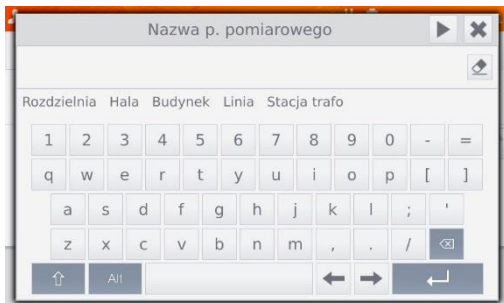 Nazwa p. pomiarowego
Rozdzielnia Hala Budynek Linia Stacja trafo
1 2 3 4 5 6 7 8 9 0 - =
q w e r t y u i o p [ ]
a s d f g h j k l ; '
z x c v b n m , . /
Alt